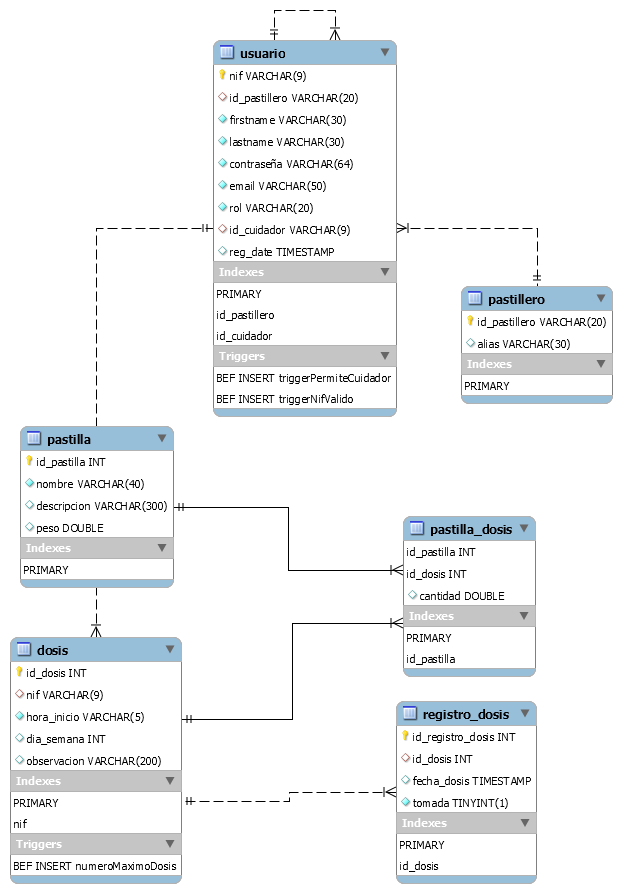 usuario
nif VARCHAR(9)
id_pastillero VARCHAR(20)
firstname VARCHAR(30)
lastname VARCHAR(30)
contraseña VARCHAR(64)
email VARCHAR(50)
rol VARCHAR(20)
id_cuidador VARCHAR(9)
reg_date TIMESTAMP
Indexes
PRIMARY
id_pastillero
id_cuidador
Triggers
BEF INSERT triggerPermiteCuidador
BEF INSERT triggerNifValido
pastillero
id_pastillero VARCHAR(20)
alias VARCHAR(30)
Indexes
PRIMARY
pastilla
id_pastilla INT
nombre VARCHAR(40)
descripcion VARCHAR(300)
peso DOUBLE
Indexes
PRIMARY
pastilla_dosis
id_pastilla INT
id_dosis INT
cantidad DOUBLE
Indexes
PRIMARY
id_pastilla
dosis
id_dosis INT
nif VARCHAR(9)
hora_inicio VARCHAR(5)
dia_semana INT
observacion VARCHAR(200)
Indexes
PRIMARY
nif
Triggers
BEF INSERT numeroMaximoDosis
registro_dosis
id_registro_dosis INT
id_dosis INT
fecha_dosis TIMESTAMP
tomada TINYINT(1)
Indexes
PRIMARY
id_dosis